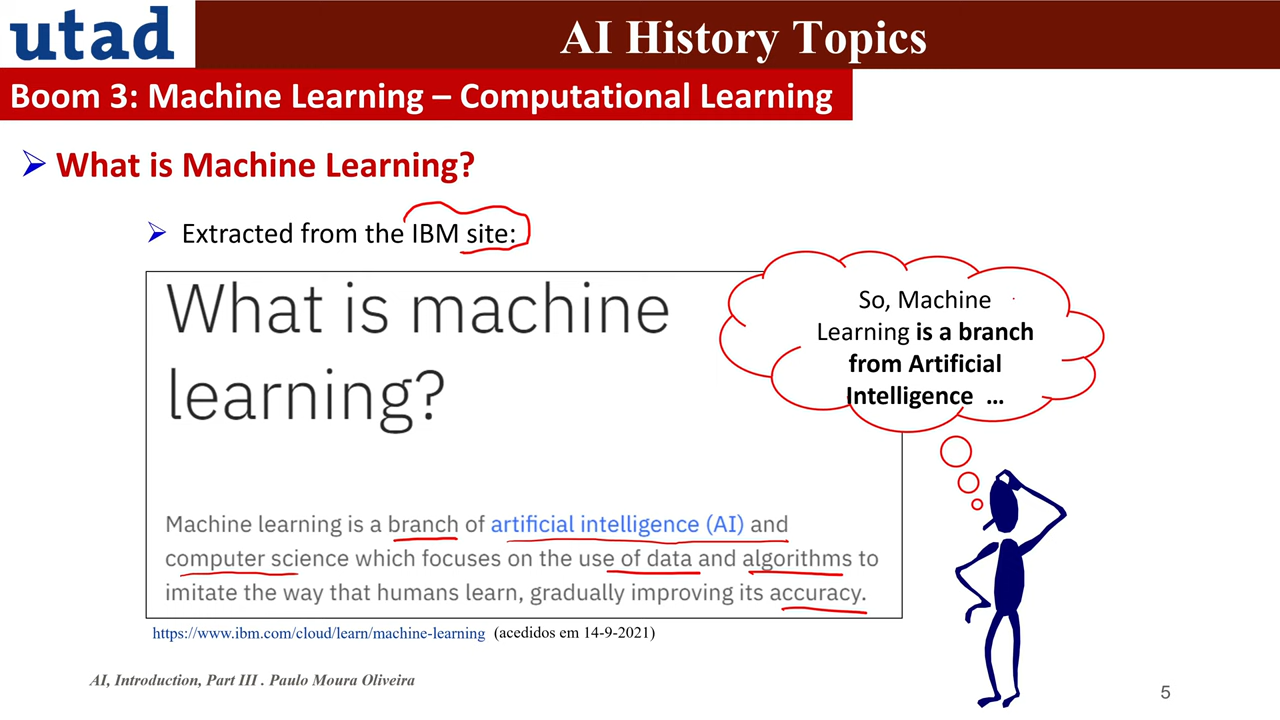 utad
AI History Topics
Boom 3: Machine Learning – Computational Learning
What is Machine Learning?
Extracted from the IBM site:
What is machine
learning?
So, Machine
Learning is a branch
from Artificial
Intelligence ...
Machine learning is a branch of artificial intelligence (AI) and
computer science which focuses on the use of data and algorithms to
imitate the way that humans learn, gradually improving its accuracy.
https://www.ibm.com/cloud/learn/machine-learning (acedidos em 14-9-2021)
AI, Introduction, Part III . Paulo Moura Oliveira
5